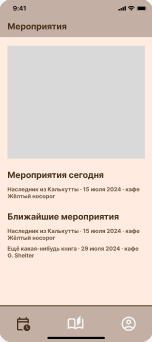 9:41
Мероприятия
Мероприятия сегодня
Наследник из Калькутты · 15 июля 2024 · кафе
Жёлтый носорог
Ближайшие мероприятия
Наследник из Калькутты · 15 июля 2024 · кафе
Жёлтый носорог
Ещё какая-нибудь книга · 29 июля 2024 · кафе
G. Shelter